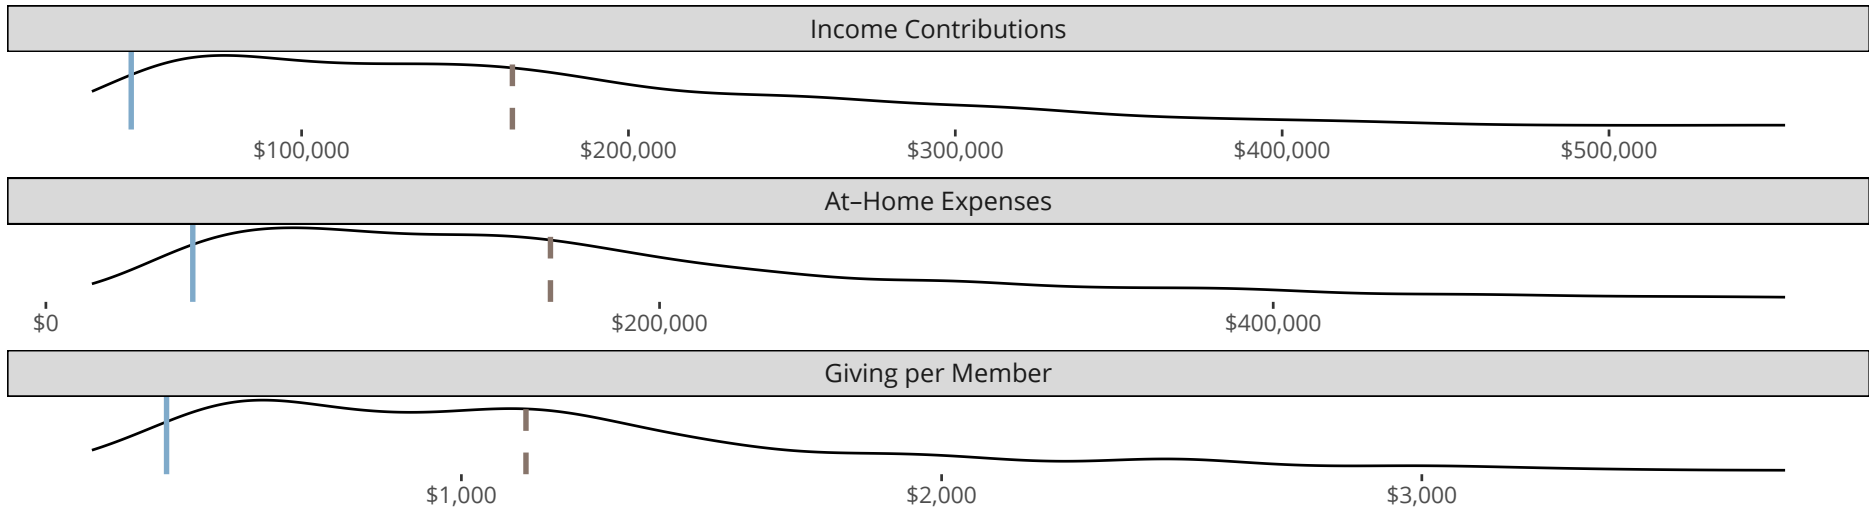 Income Contributions
$100,000 $200,000 $300,000 $400,000 $500,000
At–Home Expenses
$0 $200,000 $400,000
Giving per Member
$1,000 $2,000 $3,000